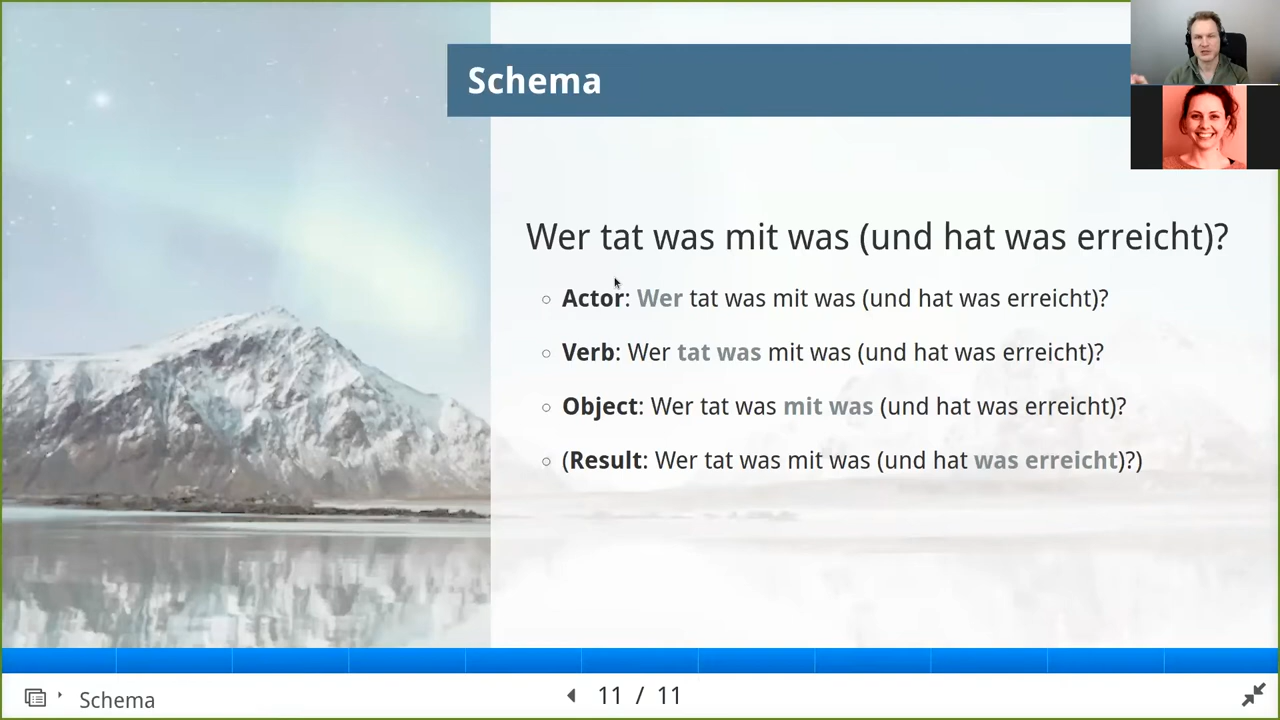 Schema
Wer tat was mit was (und hat was erreicht)?
Actor: Wer tat was mit was (und hat was erreicht)?
Verb: Wer tat was mit was (und hat was erreicht)?
Object: Wer tat was mit was (und hat was erreicht)?
(Result: Wer tat was mit was (und hat was erreicht)?)
Schema
11 / 11